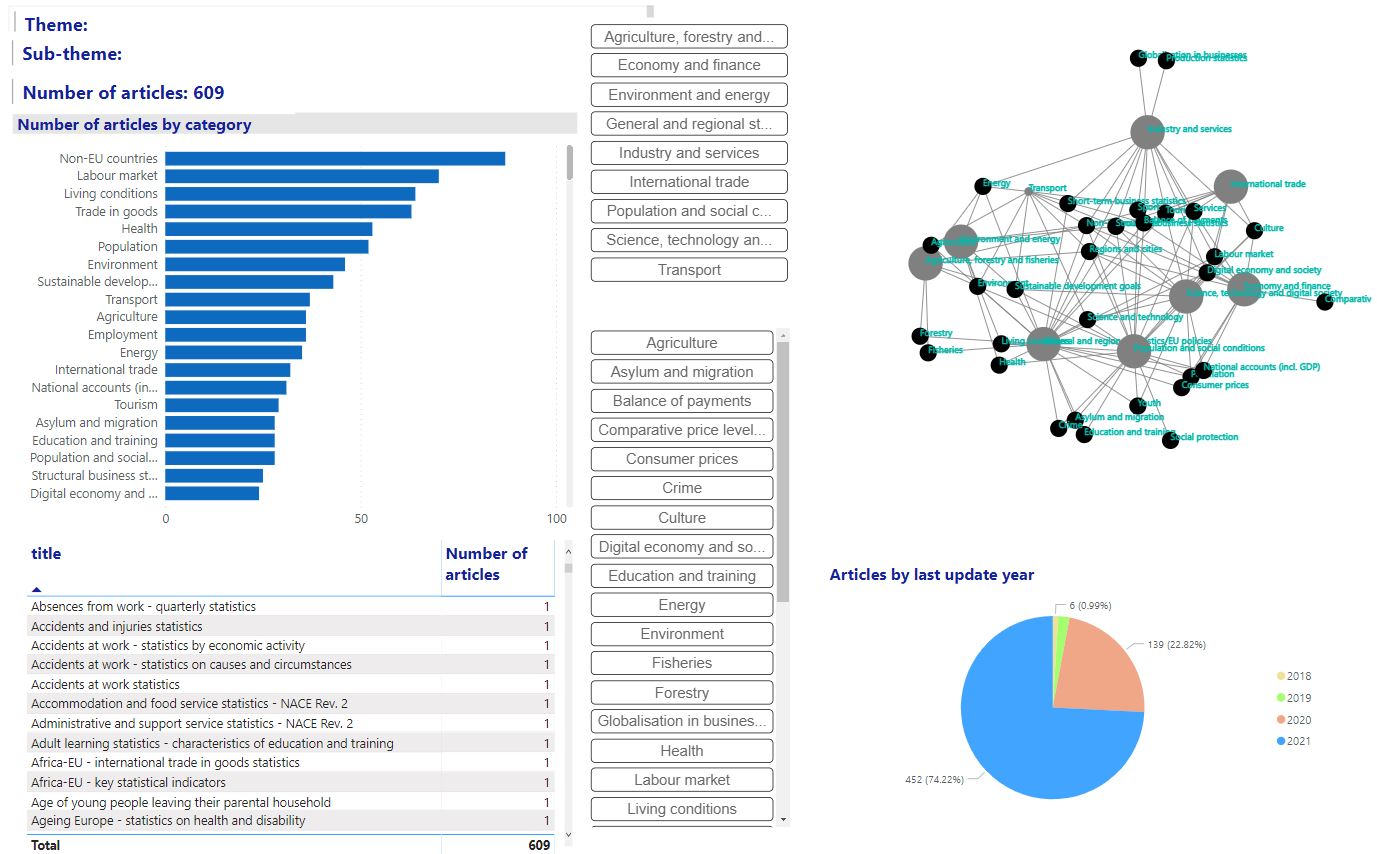 Theme:
Sub-theme:
Number of articles: 609
Number of articles by category
Non-EU countries
Labour market
Living conditions
Trade in goods
Health
Population
Environment
Sustainable develop...
Transport
Agriculture
Employment
Energy
International trade
National accounts (in...
Tourism
Asylum and migration
Education and training
Population and social...
Structural business st...
Digital economy and ...
0 50 100
title Number of articles
Absences from work - quarterly statistics 1
Accidents and injuries statistics 1
Accidents at work - statistics by economic activity 1
Accidents at work - statistics on causes and circumstances 1
Accidents at work statistics 1
Accommodation and food service statistics - NACE Rev. 2 1
Administrative and support service statistics - NACE Rev. 2 1
Adult learning statistics - characteristics of education and training 1
Africa-EU - international trade in goods statistics 1
Africa-EU - key statistical indicators 1
Age of young people leaving their parental household 1
Ageing Europe - statistics on health and disability 1
Total 609
Agriculture, forestry and...
Economy and finance
Environment and energy
General and regional st...
Industry and services
International trade
Population and social c...
Science, technology an...
Transport
Agriculture
Asylum and migration
Balance of payments
Comparative price level...
Consumer prices
Crime
Culture
Digital economy and so...
Education and training
Energy
Environment
Fisheries
Forestry
Globalisation in busines...
Health
Labour market
Living conditions
Globalisation in businesses
Production statistics
Industry and services
International trade
Energy
Transport
Short-term business statistics
Services
Culture
Environment and energy
Regions and cities
Labour market
Agriculture, forestry and fisheries
Digital economy and society
Environment
Sustainable development goals
Economy and finance
Science, technology and digital society
Comparativ
Science and technology
Forestry
Fisheries
Living conditions
Population and social conditions
Health
National accounts (incl. GDP)
Population
Consumer prices
Youth
Asylum and migration
Crime
Education and training
Social protection
Articles by last update year
6 (0.99%)
139 (22.82%)
452 (74.22%)
2018
2019
2020
2021